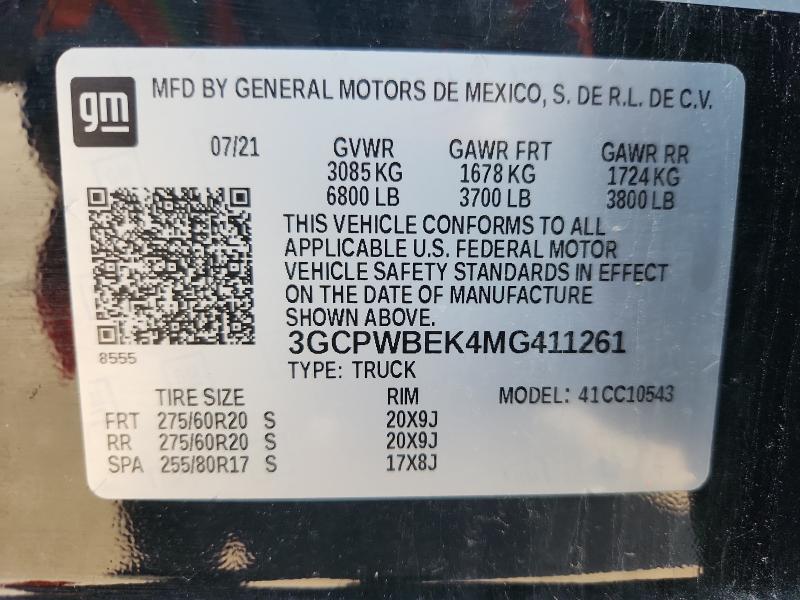 gm
MFD BY GENERAL MOTORS DE MEXICO, S. DE R.L. DE C.V.
07/21 GVWR GAWR FRT GAWR RR
3085 KG 1678 KG 1724 KG
6800 LB 3700 LB 3800 LB
THIS VEHICLE CONFORMS TO ALL
APPLICABLE U.S. FEDERAL MOTOR
VEHICLE SAFETY STANDARDS IN EFFECT
ON THE DATE OF MANUFACTURE
SHOWN ABOVE.
8555
3GCPWBEK4MG411261
TYPE: TRUCK
TIRE SIZE RIM MODEL: 41CC10543
FRT 275/60R20 S 20X9J
RR 275/60R20 S 20X9J
SPA 255/80R17 S 17X8J